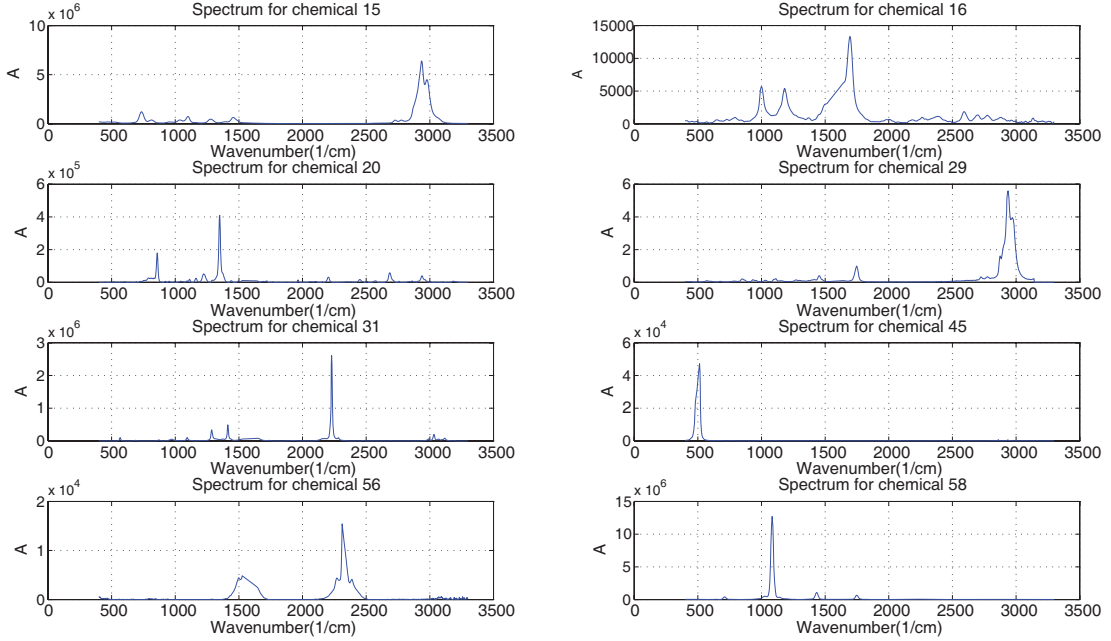 Spectrum for chemical 15
x 10^6
10
5
0
A
0 500 1000 1500 2000 2500 3000 3500
Wavenumber(1/cm)
Spectrum for chemical 16
15000
10000
5000
0
A
500 1000 1500 2000 2500 3000 3500
Wavenumber(1/cm)
Spectrum for chemical 20
x 10^5
6
4
2
0
A
0 500 1000 1500 2000 2500 3000 3500
Wavenumber(1/cm)
Spectrum for chemical 29
6
4
2
0
A
500 1000 1500 2000 2500 3000 3500
Wavenumber(1/cm)
Spectrum for chemical 31
x 10^6
3
2
1
0
A
0 500 1000 1500 2000 2500 3000 3500
Wavenumber(1/cm)
Spectrum for chemical 45
x 10^4
6
4
2
0
A
500 1000 1500 2000 2500 3000 3500
Wavenumber(1/cm)
Spectrum for chemical 56
x 10^4
2
1
0
A
0 500 1000 1500 2000 2500 3000 3500
Wavenumber(1/cm)
Spectrum for chemical 58
x 10^6
15
10
5
0
A
500 1000 1500 2000 2500 3000 3500
Wavenumber(1/cm)